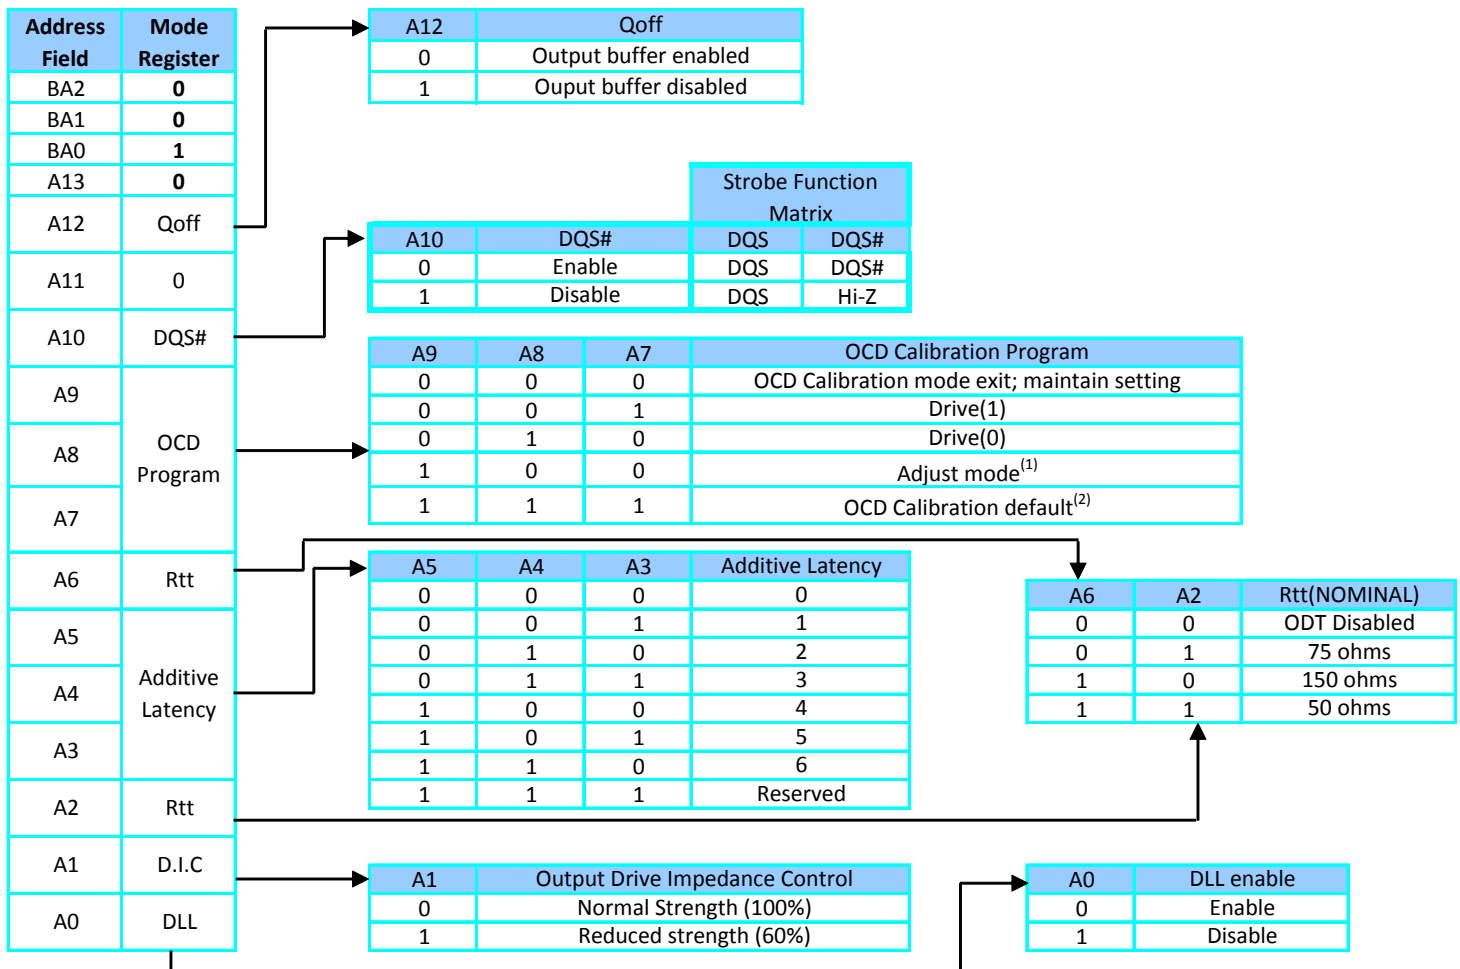 Address Field Mode Register
BA2 0
BA1 0
BA0 1
A13 0
A12 Qoff
A11 0
A10 DQS#
A9
A8 OCD Program
A7
A6 Rtt
A5
A4 Additive Latency
A3
A2 Rtt
A1 D.I.C
A0 DLL
A12 Qoff
0 Output buffer enabled
1 Ouput buffer disabled
Strobe Function
Matrix
A10 DQS# DQS DQS#
0 Enable DQS DQS#
1 Disable DQS Hi-Z
A9 A8 A7 OCD Calibration Program
0 0 0 OCD Calibration mode exit; maintain setting
0 0 1 Drive(1)
0 1 0 Drive(0)
1 0 0 Adjust mode(1)
1 1 1 OCD Calibration default(2)
A5 A4 A3 Additive Latency
0 0 0 0
0 0 1 1
0 1 0 2
0 1 1 3
1 0 0 4
1 0 1 5
1 1 0 6
1 1 1 Reserved
A6 A2 Rtt(NOMINAL)
0 0 ODT Disabled
0 1 75 ohms
1 0 150 ohms
1 1 50 ohms
A1 Output Drive Impedance Control
0 Normal Strength (100%)
1 Reduced strength (60%)
A0 DLL enable
0 Enable
1 Disable